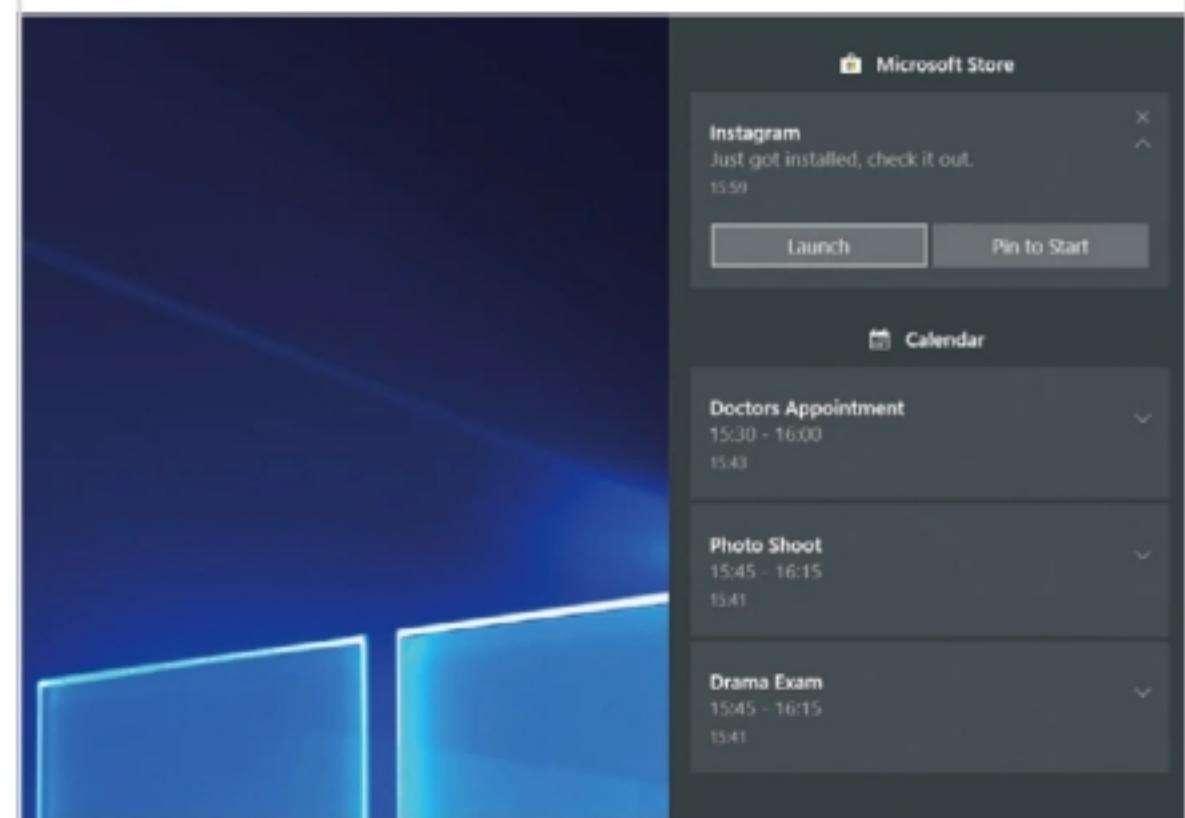 Microsoft Store
Instagram
Just got installed, check it out.
15:59
Launch
Pin to Start
Calendar
Doctors Appointment
15:30 - 16:00
15:43
Photo Shoot
15:45 - 16:15
15:41
Drama Exam
15:45 - 16:15
15:41